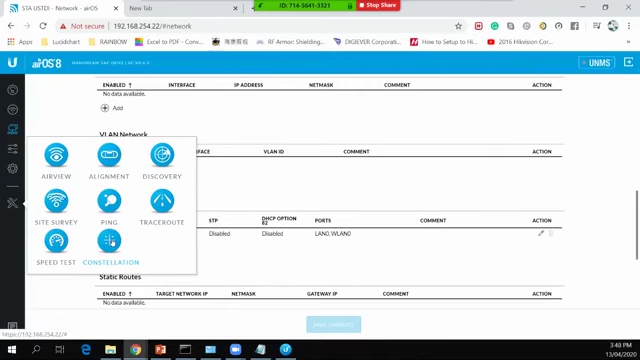 STA USTDI - airOS
New Tab
ID: 714-5641-3321
Stop Share
Not secure
192.168.254.22/#network
Apps
Lucidchart
RAINBOW
Excel to PDF - Conv...
RF Armor: Shielding...
DIGIEVER Corporatio...
How to Setup to Hi...
2016 Hikvision Cont...
airOS 8
UNMS
ENABLED ↑ INTERFACE IP ADDRESS NETMASK COMMENT ACTION
No data available.
Add
VLAN Network
VLAN ID COMMENT ACTION
AIRVIEW ALIGNMENT DISCOVERY
SITE SURVEY PING TRACEROUTE
SPEED TEST CONSTELLATION
STP DHCP OPTION 82 PORTS COMMENT ACTION
Disabled Disabled LAN0, WLAN0
Static Routes
ENABLED ↑ TARGET NETWORK IP NETMASK GATEWAY IP COMMENT ACTION
No data available.
SAVE CHANGES
https://192.168.254.22/#
3:48 PM
13/04/2020